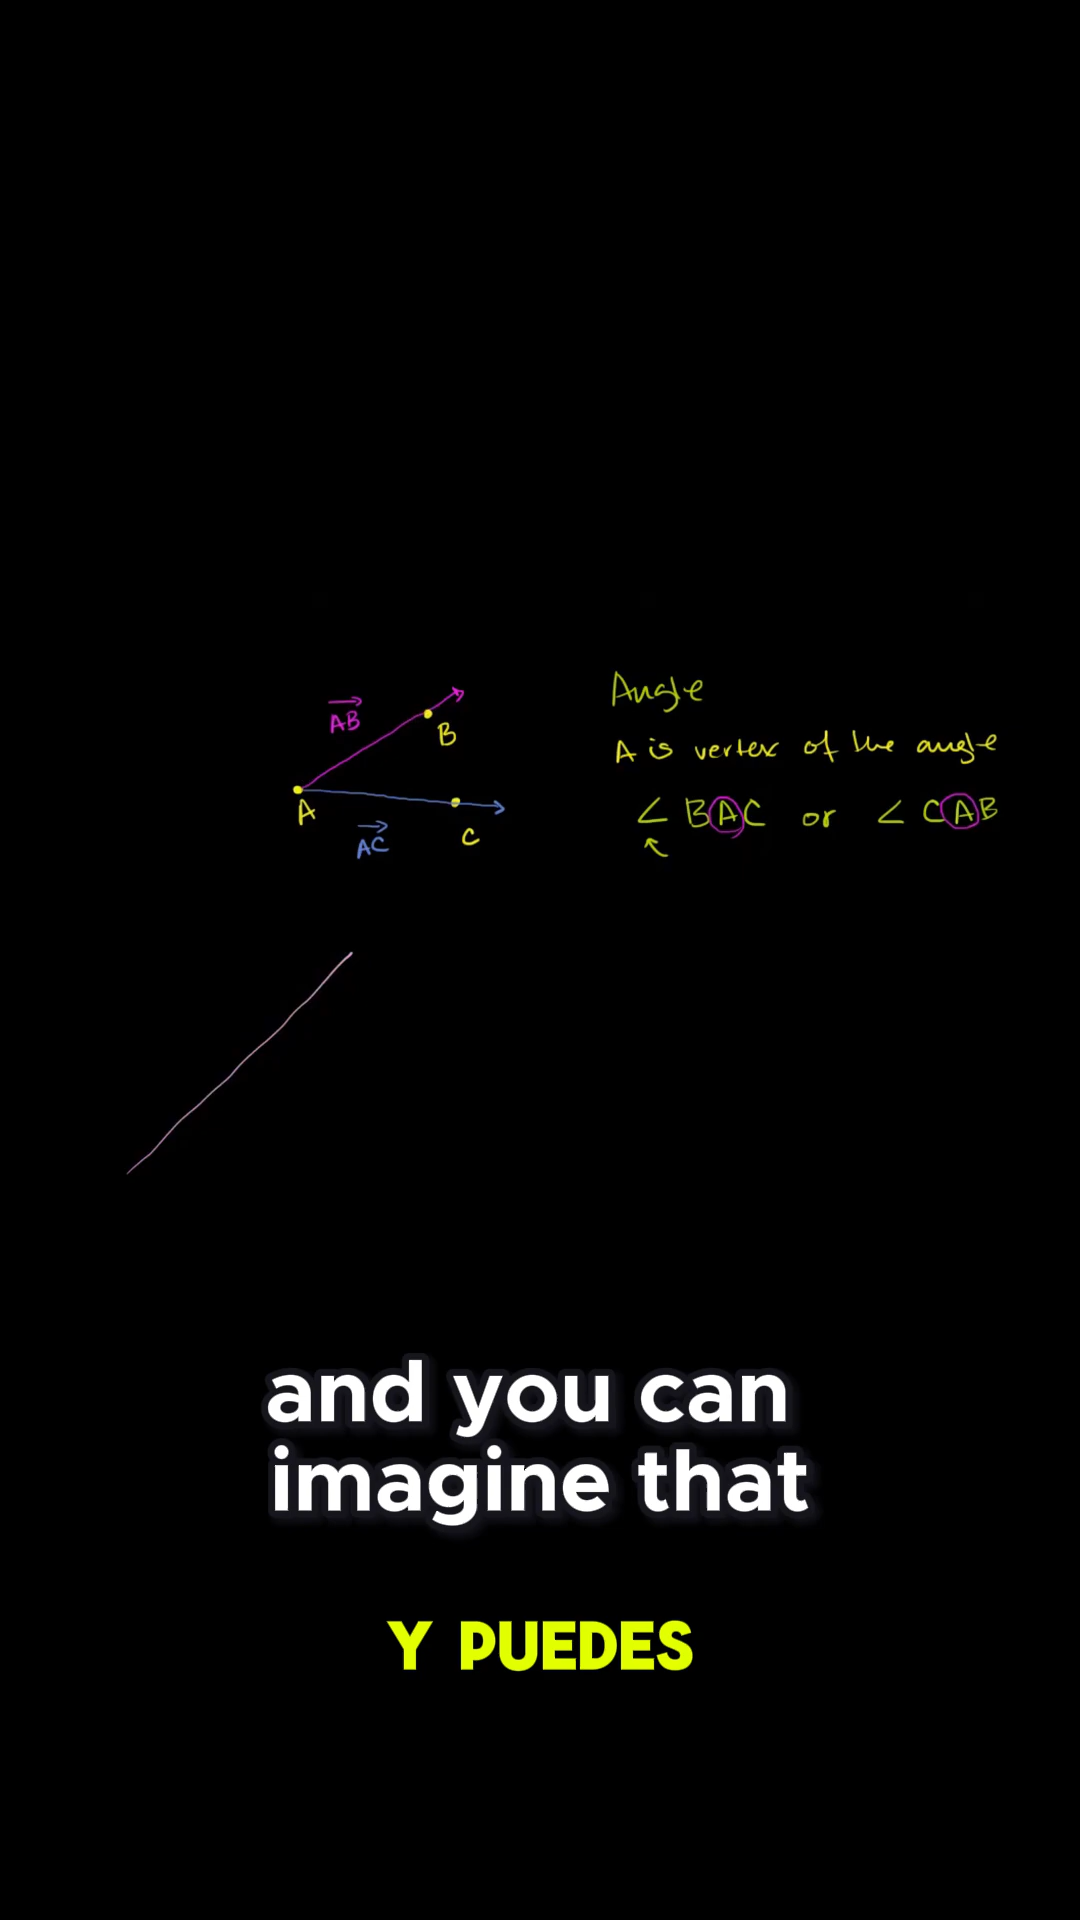 Angle
AB
B
A is vertex of the angle
A
∠ BAC or ∠ CAB
AC
C
and you can
imagine that
Y PUEDES